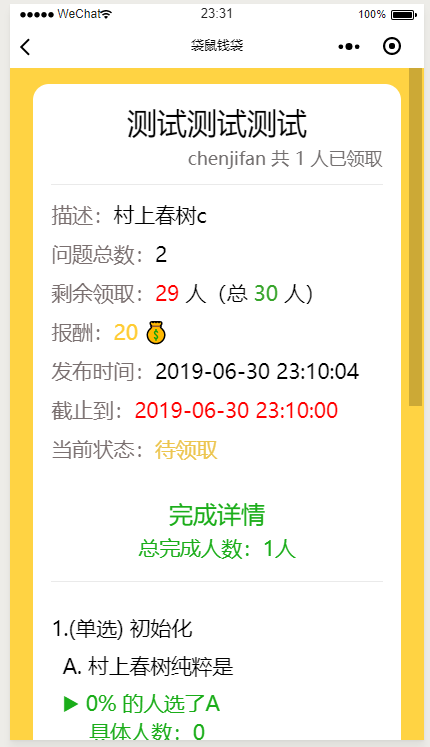 WeChat 23:31 100%
袋鼠钱袋
测试测试测试
chenjifan 共 1 人已领取
描述：村上春树c
问题总数：2
剩余领取：29 人（总 30 人）
报酬：20
发布时间：2019-06-30 23:10:04
截止到：2019-06-30 23:10:00
当前状态：待领取
完成详情
总完成人数：1人
1.(单选) 初始化
A. 村上春树纯粹是
▶ 0% 的人选了A
具体人数：0